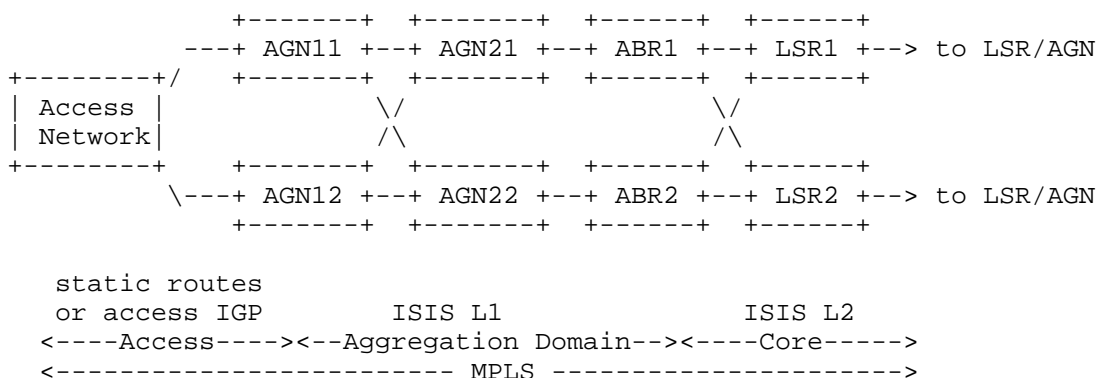 +-------+ +-------+ +------+ +------+
---+ AGN11 +--+ AGN21 +--+ ABR1 +--+ LSR1 +--> to LSR/AGN
+--------+/ +-------+ +-------+ +------+ +------+
| Access | \/ \/
| Network| /\ /\
+--------+ +-------+ +-------+ +------+ +------+
\---+ AGN12 +--+ AGN22 +--+ ABR2 +--+ LSR2 +--> to LSR/AGN
+-------+ +-------+ +------+ +------+
static routes
or access IGP ISIS L1 ISIS L2
<----Access----><--Aggregation Domain--><----Core----->
<------------------------- MPLS ---------------------->